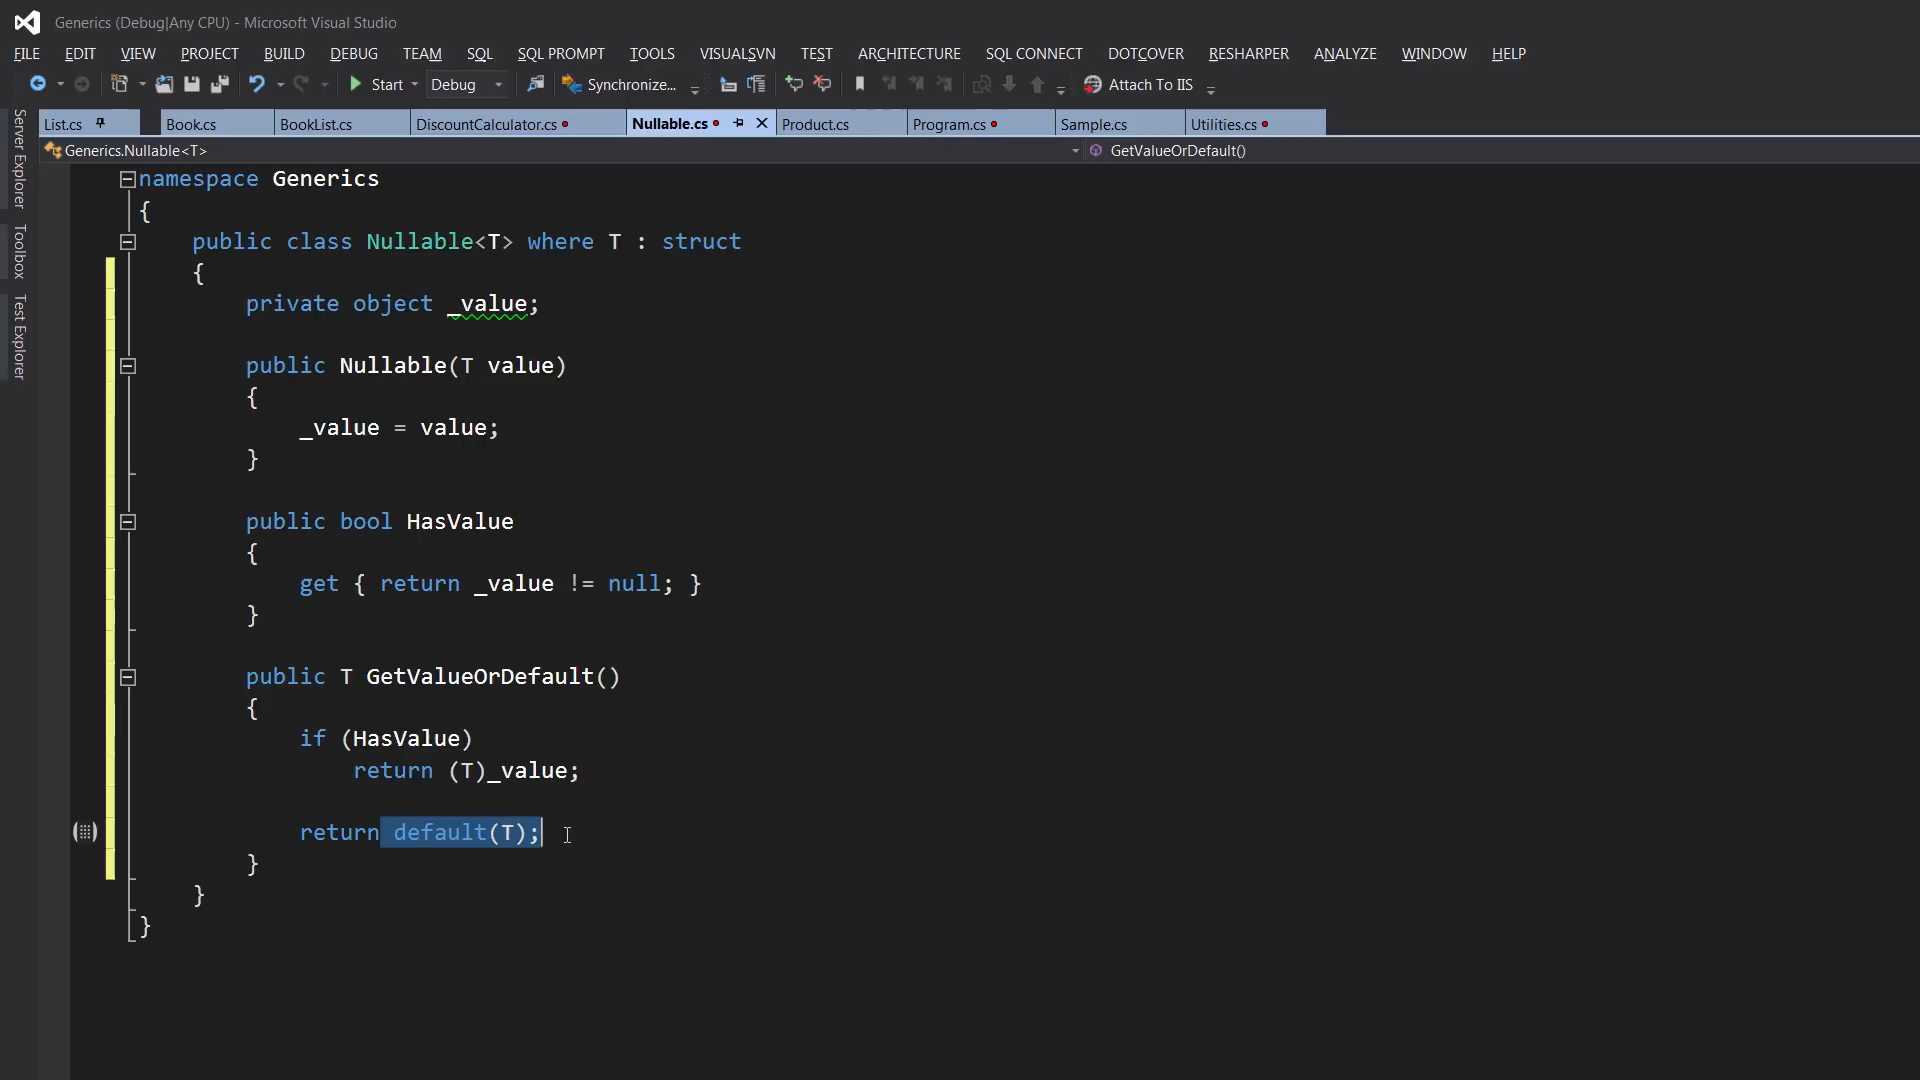 Generics (Debug|Any CPU) - Microsoft Visual Studio
FILE EDIT VIEW PROJECT BUILD DEBUG TEAM SQL SQL PROMPT TOOLS VISUALSVN TEST ARCHITECTURE SQL CONNECT DOTCOVER RESHARPER ANALYZE WINDOW HELP
Start Debug Synchronize... Attach To IIS
List.cs Book.cs BookList.cs DiscountCalculator.cs Nullable.cs Product.cs Program.cs Sample.cs Utilities.cs
Generics.Nullable<T> GetValueOrDefault()
Server Explorer
Toolbox
Test Explorer
namespace Generics
{
public class Nullable<T> where T : struct
{
private object _value;
public Nullable(T value)
{
_value = value;
}
public bool HasValue
{
get { return _value != null; }
}
public T GetValueOrDefault()
{
if (HasValue)
return (T)_value;
return default(T);
}
}
}